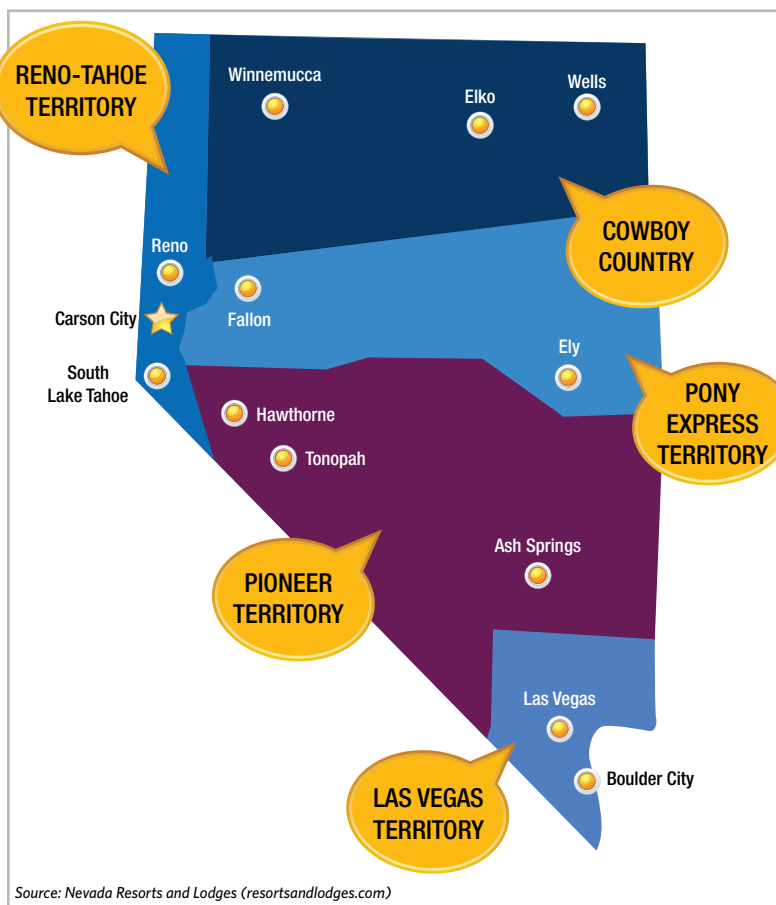 RENO-TAHOE
TERRITORY
Winnemucca
Elko
Wells
COWBOY
COUNTRY
Reno
Carson City
Fallon
South
Lake Tahoe
Ely
PONY
EXPRESS
TERRITORY
Hawthorne
Tonopah
Ash Springs
PIONEER
TERRITORY
Las Vegas
Boulder City
LAS VEGAS
TERRITORY
Source: Nevada Resorts and Lodges (resortsandlodges.com)